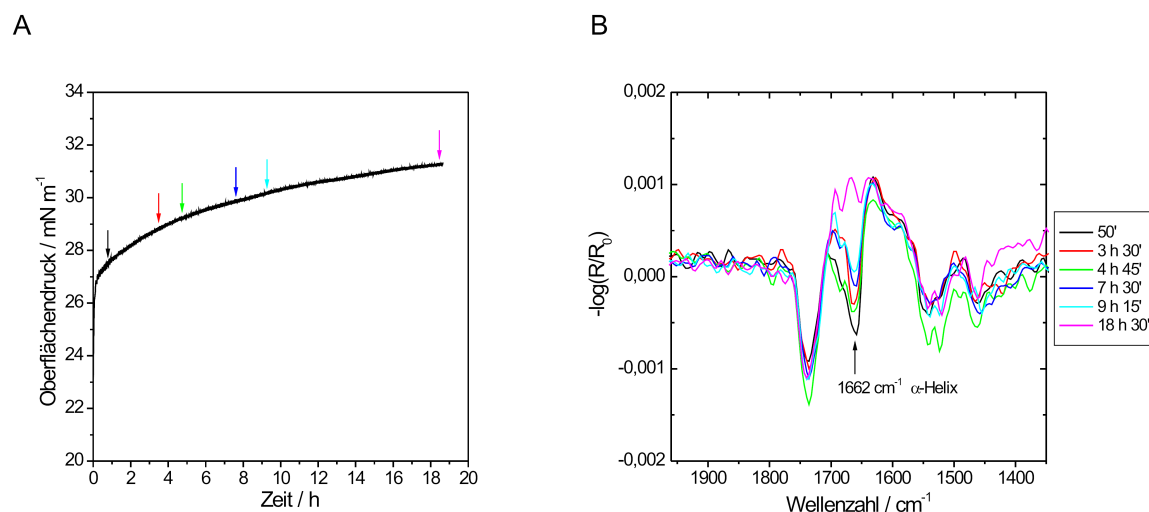 A
B
Oberflächendruck / mN m⁻¹
34
32
30
28
26
24
22
20
0 2 4 6 8 10 12 14 16 18 20
Zeit / h
-log(R/R₀)
0,002
0,001
0,000
-0,001
-0,002
1662 cm⁻¹ α-Helix
1900 1800 1700 1600 1500 1400
Wellenzahl / cm⁻¹
50'
3 h 30'
4 h 45'
7 h 30'
9 h 15'
18 h 30'